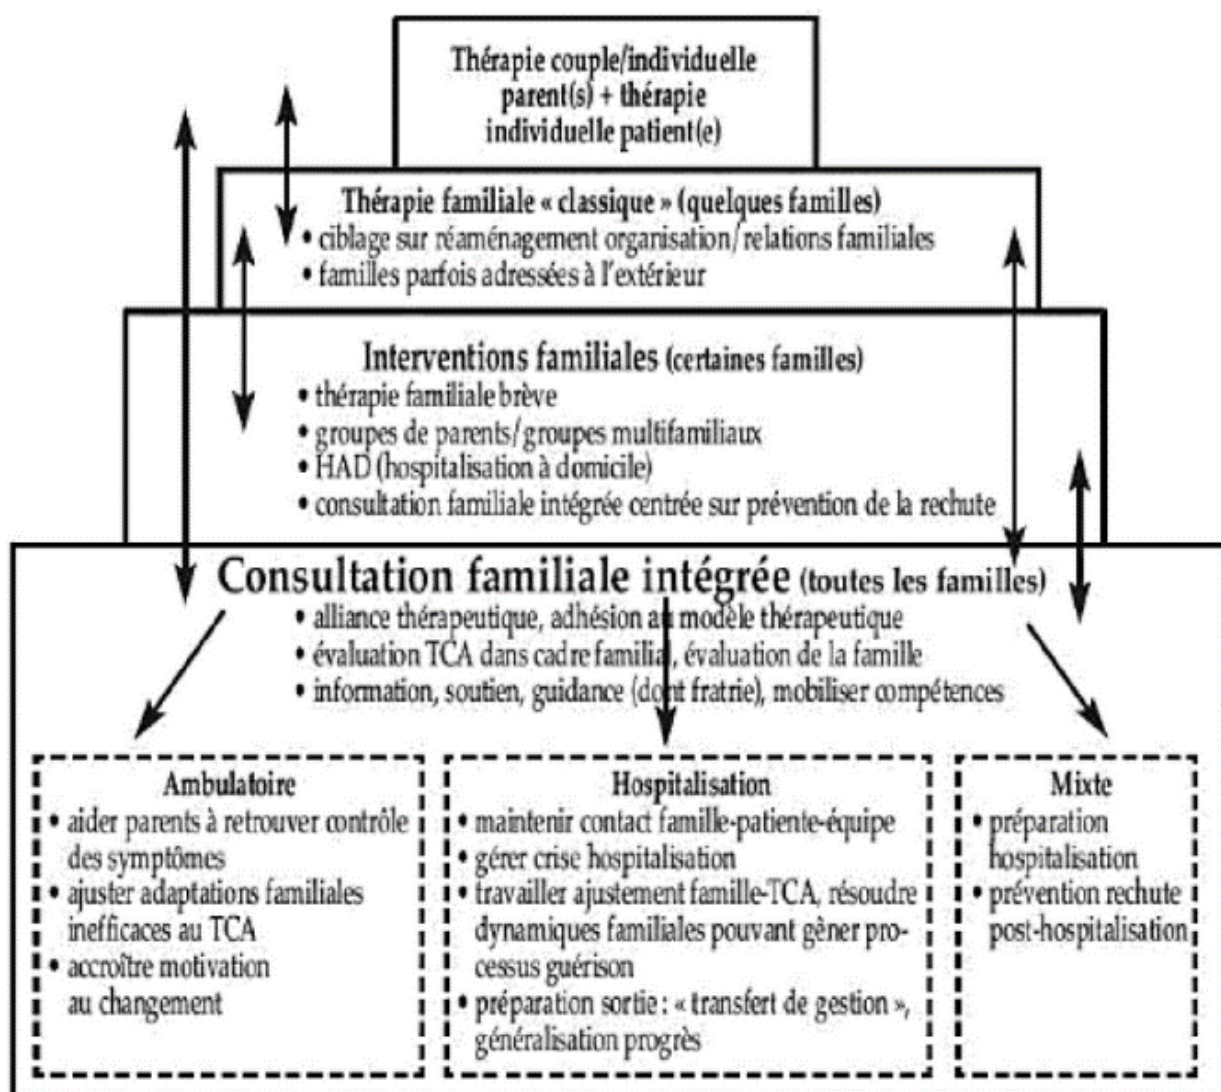 Thérapie couple/individuelle
parent(s) + thérapie
individuelle patient(e)
Thérapie familiale « classique » (quelques familles)
• ciblage sur réaménagement organisation/relations familiales
• familles parfois adressées à l'extérieur
Interventions familiales (certaines familles)
• thérapie familiale brève
• groupes de parents/groupes multifamiliaux
• HAD (hospitalisation à domicile)
• consultation familiale intégrée centrée sur prévention de la rechute
Consultation familiale intégrée (toutes les familles)
• alliance thérapeutique, adhésion au modèle thérapeutique
• évaluation TCA dans cadre familial, évaluation de la famille
• information, soutien, guidance (dont fratrie), mobiliser compétences
Ambulatoire
• aider parents à retrouver contrôle
des symptômes
• ajuster adaptations familiales
inefficaces au TCA
• accroître motivation
au changement
Hospitalisation
• maintenir contact famille-patiente-équipe
• gérer crise hospitalisation
• travailler ajustement famille-TCA, résoudre
dynamiques familiales pouvant gêner pro-
cessus guérison
• préparation sortie : « transfert de gestion »,
généralisation progrès
Mixte
• préparation
hospitalisation
• prévention rechute
post-hospitalisation